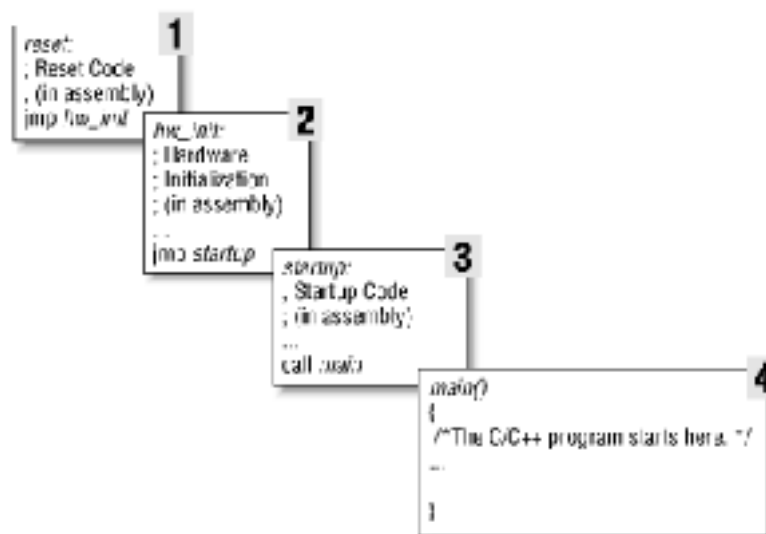 1
reset:
; Reset Code
, (in assembly)
jmp hw_init
2
hw_init:
; Hardware
; Initialization
; (in assembly)
...
jmp startup
3
startup:
, Startup Code
; (in assembly)
...
call main
4
main()
{
/*The C/C++ program starts here. */
...
}